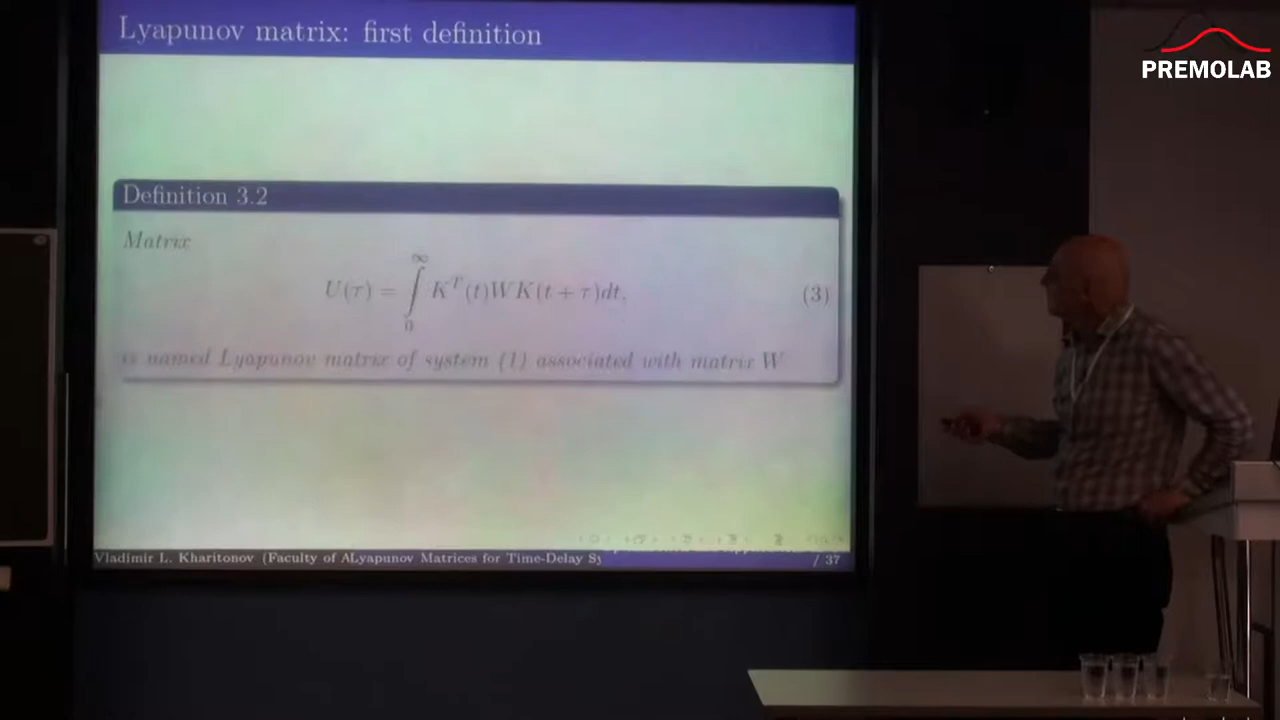 Lyapunov matrix: first definition
PREMOLAB
Definition 3.2
Matrix
U(τ) = ∫₀^∞ K^T(t)WK(t + τ)dt, (3)
is named Lyapunov matrix of system (1) associated with matrix W
Vladimir L. Kharitonov (Faculty of ALyapunov Matrices for Time-Delay Sy / 37